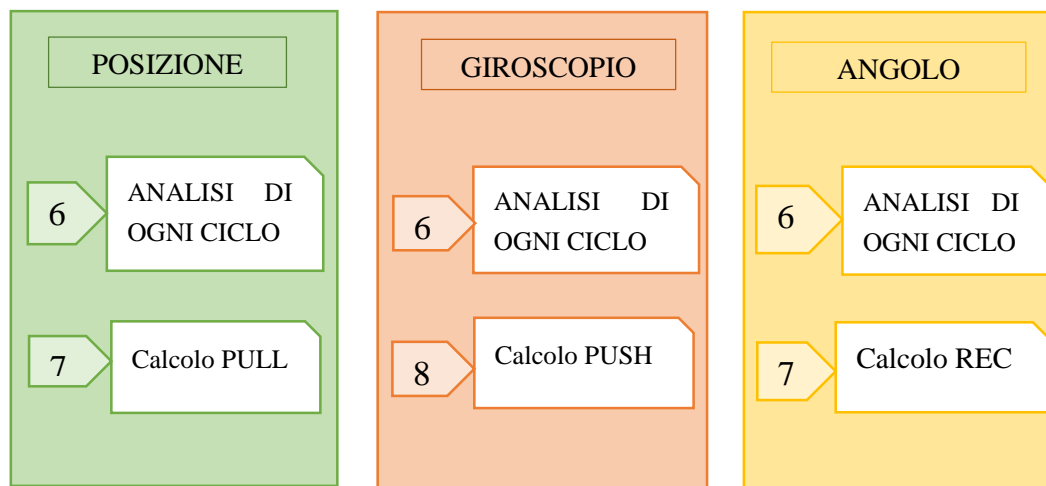 POSIZIONE
6
ANALISI DI
OGNI CICLO
7
Calcolo PULL
GIROSCOPIO
6
ANALISI DI
OGNI CICLO
8
Calcolo PUSH
ANGOLO
6
ANALISI DI
OGNI CICLO
7
Calcolo REC